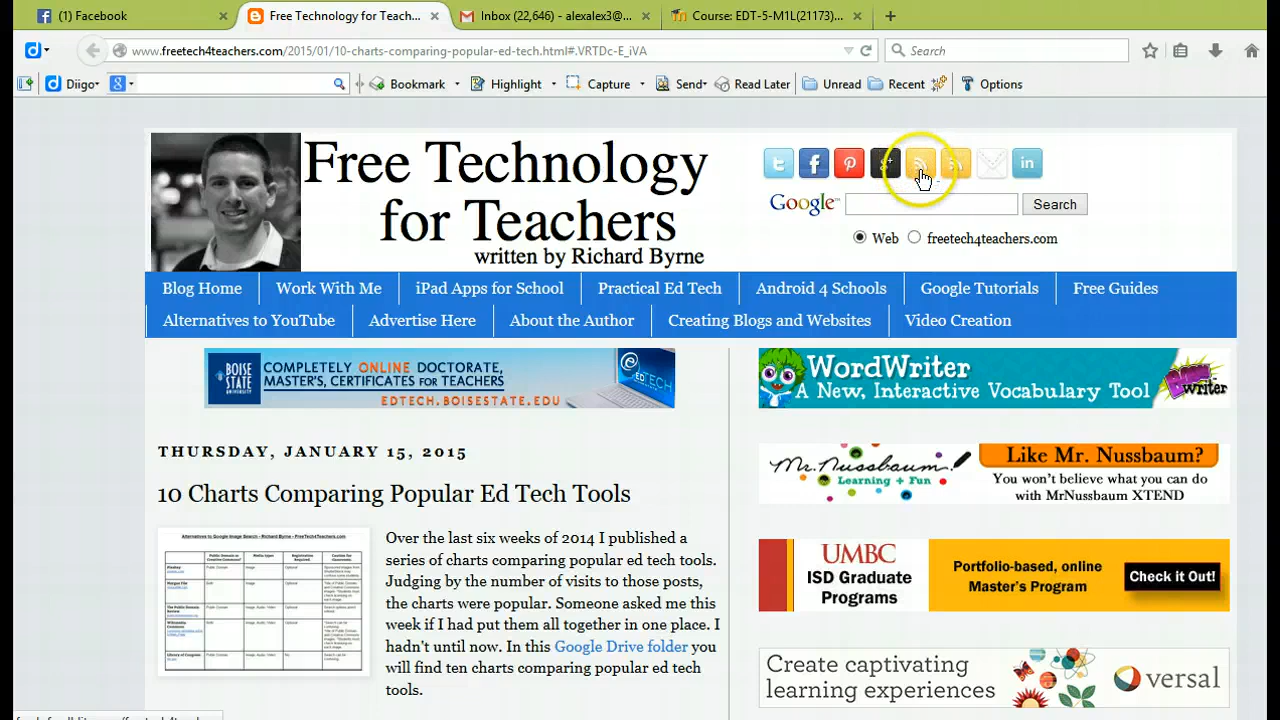 Facebook
Free Technology for Teach...
Inbox (22,646) - alexalex3@...
Course: EDT-5-M1L(21173)...
www.freetech4teachers.com/2015/01/10-charts-comparing-popular-ed-tech.html#.VRTDc-E_iVA
Search
Diigo
Bookmark
Highlight
Capture
Send
Read Later
Unread
Recent
Options
Free Technology
for Teachers
written by Richard Byrne
Google
Search
Web
freetech4teachers.com
Blog Home
Work With Me
iPad Apps for School
Practical Ed Tech
Android 4 Schools
Google Tutorials
Free Guides
Alternatives to YouTube
Advertise Here
About the Author
Creating Blogs and Websites
Video Creation
BOISE STATE
COMPLETELY ONLINE DOCTORATE,
MASTER'S, CERTIFICATES FOR TEACHERS
EDTECH.BOISESTATE.EDU
EDTECH
WordWriter
A New, Interactive Vocabulary Tool
THURSDAY, JANUARY 15, 2015
10 Charts Comparing Popular Ed Tech Tools
Mr. Nussbaum!
Learning + Fun
Like Mr. Nussbaum?
You won't believe what you can do
with MrNussbaum XTEND
Alternatives to Google Image Search - Richard Byrne - FreeTech4Teachers.com
Over the last six weeks of 2014 I published a
series of charts comparing popular ed tech tools.
Judging by the number of visits to those posts,
the charts were popular. Someone asked me this
week if I had put them all together in one place. I
hadn't until now. In this Google Drive folder you
will find ten charts comparing popular ed tech
tools.
UMBC
ISD Graduate
Programs
Portfolio-based, online
Master's Program
Check it Out!
Create captivating
learning experiences
versal